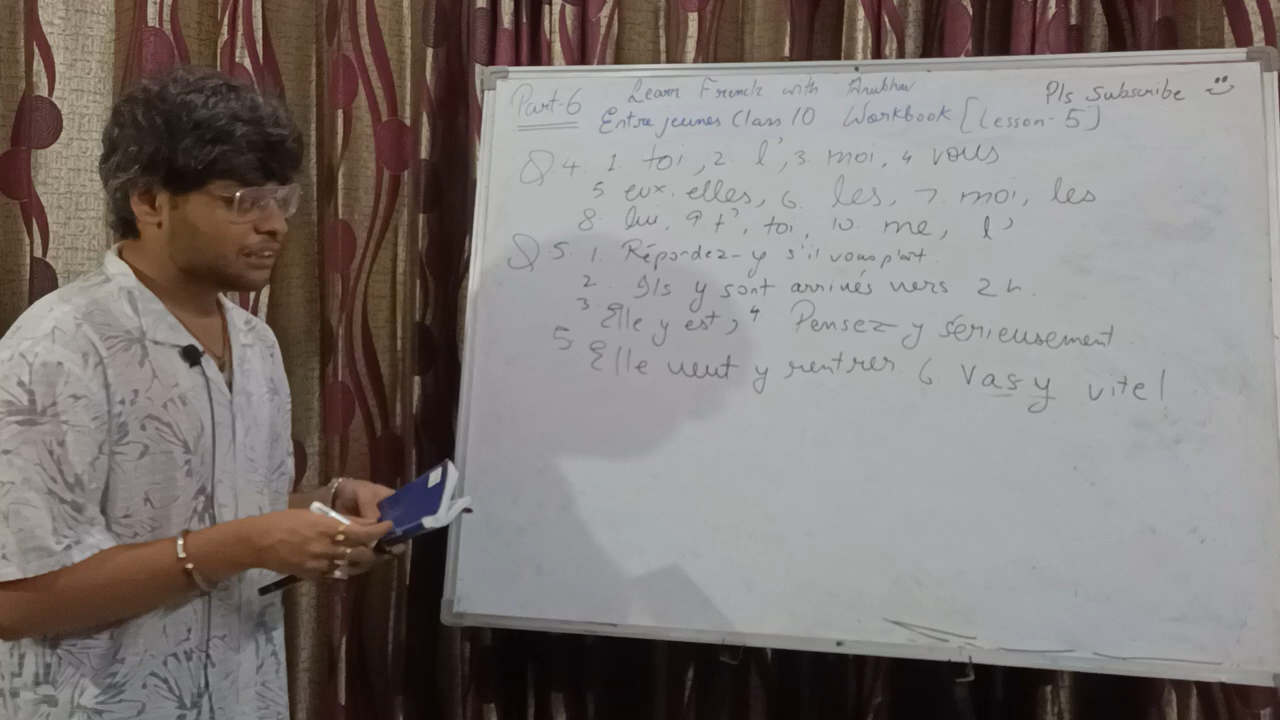 Part-6 Learn French with Anubhav Pls Subscribe
Entre jeunes Class 10 Workbook [Lesson-5]
Q 4. 1 toi, 2. l', 3 moi, 4 vous
5 eux. elles, 6. les, 7 moi, les
8. lui, 9 t', toi, 10. me, l'
Q 5. 1. Répondez-y s'il vous plaît.
2. Ils y sont arrivés vers 2h.
3 Elle y est, 4 Pensez y sérieusement
5 Elle veut y rentrer 6 Vas y vite!